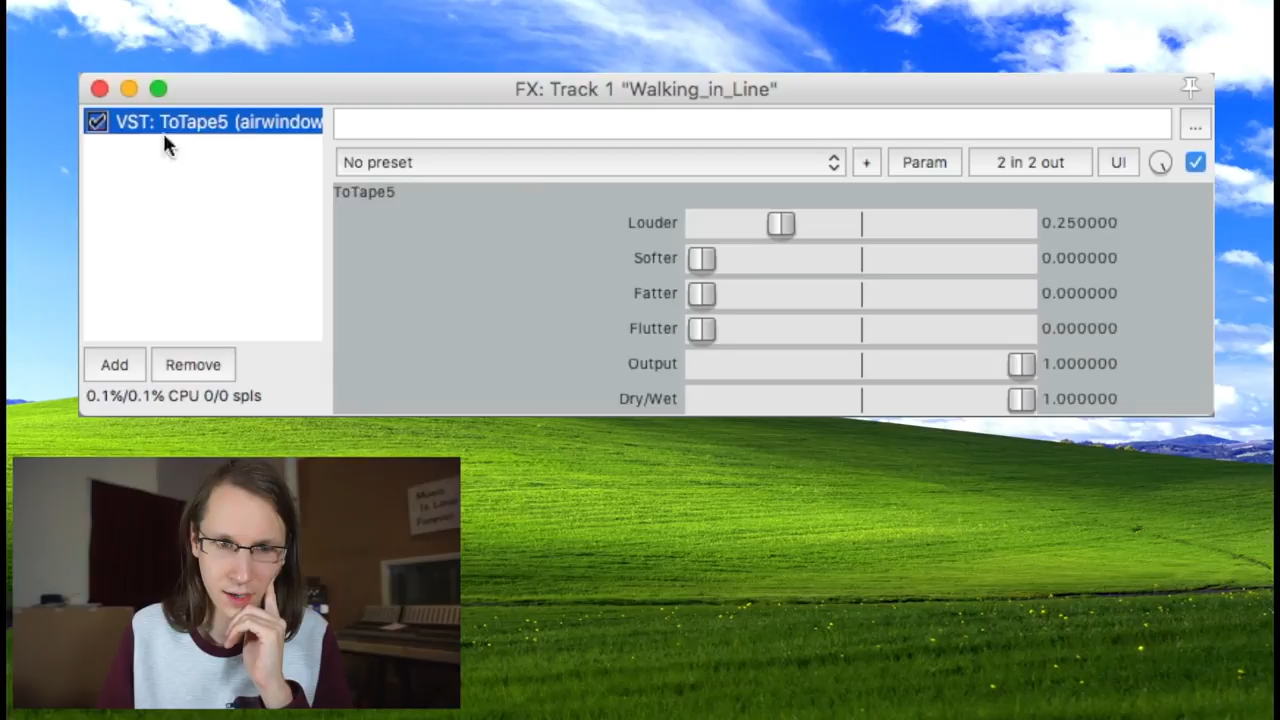 FX: Track 1 "Walking_in_Line"
VST: ToTape5 (airwindow
...
No preset
+
Param
2 in 2 out
UI
ToTape5
Louder 0.250000
Softer 0.000000
Fatter 0.000000
Flutter 0.000000
Output 1.000000
Dry/Wet 1.000000
Add
Remove
0.1%/0.1% CPU 0/0 spls
Music
Forever